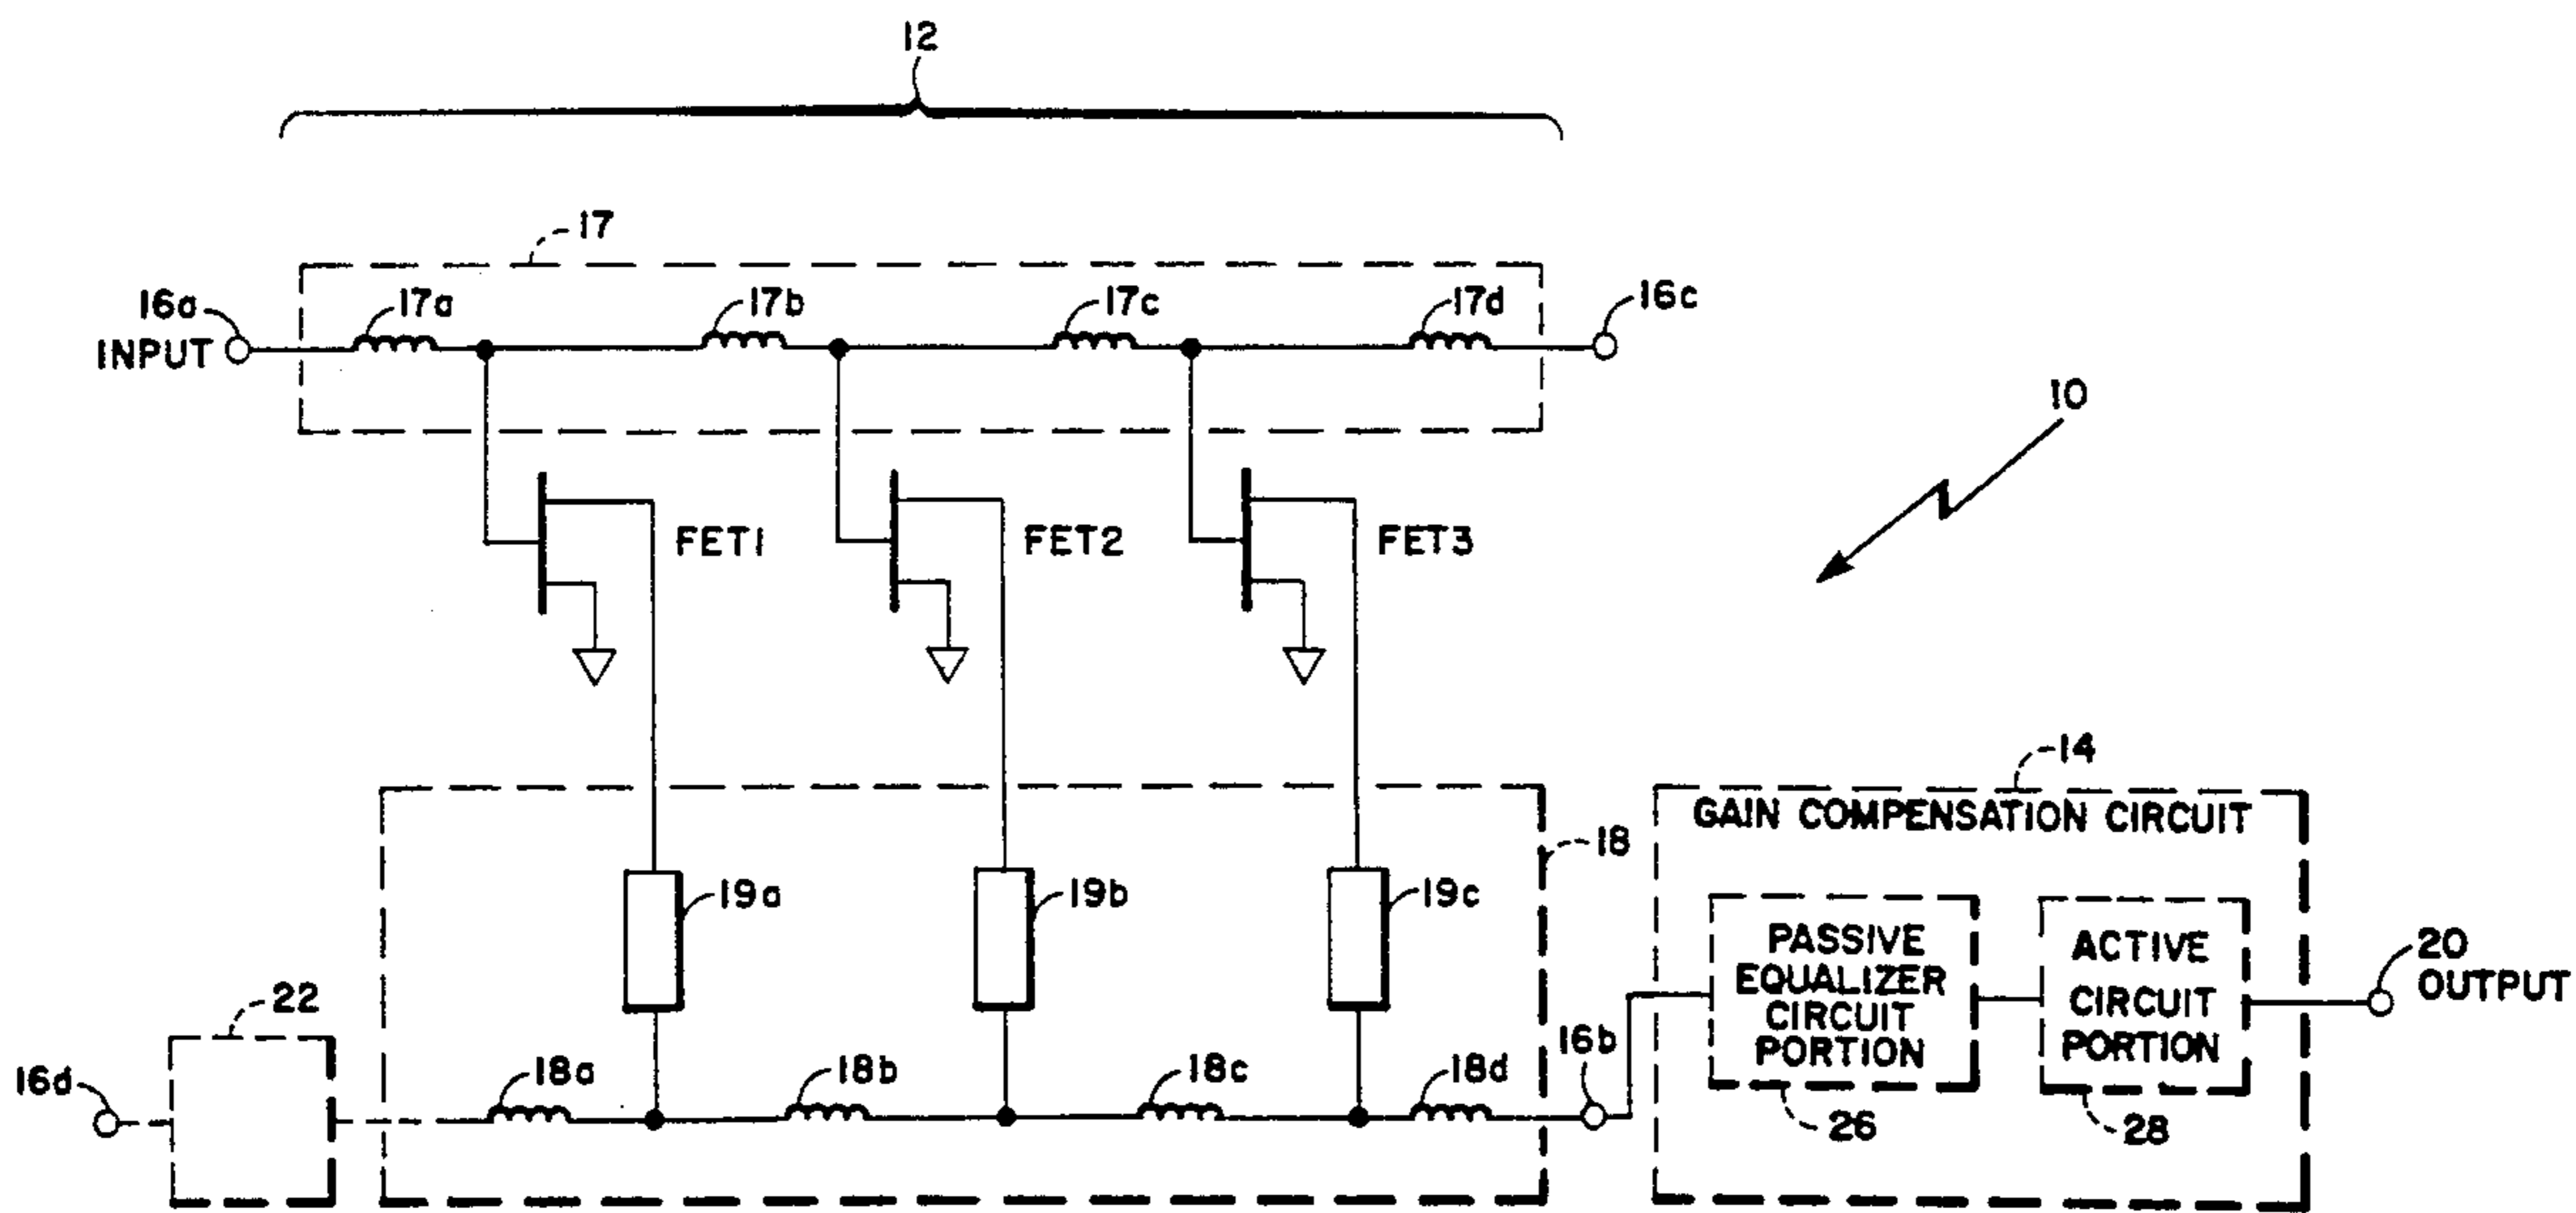 12
17
16a
INPUT
17a
17b
17c
17d
16c
10
FET1
FET2
FET3
14
GAIN COMPENSATION CIRCUIT
18
19a
19b
19c
PASSIVE
EQUALIZER
CIRCUIT
PORTION
ACTIVE
CIRCUIT
PORTION
20
OUTPUT
22
16d
18a
18b
18c
18d
16b
26
28